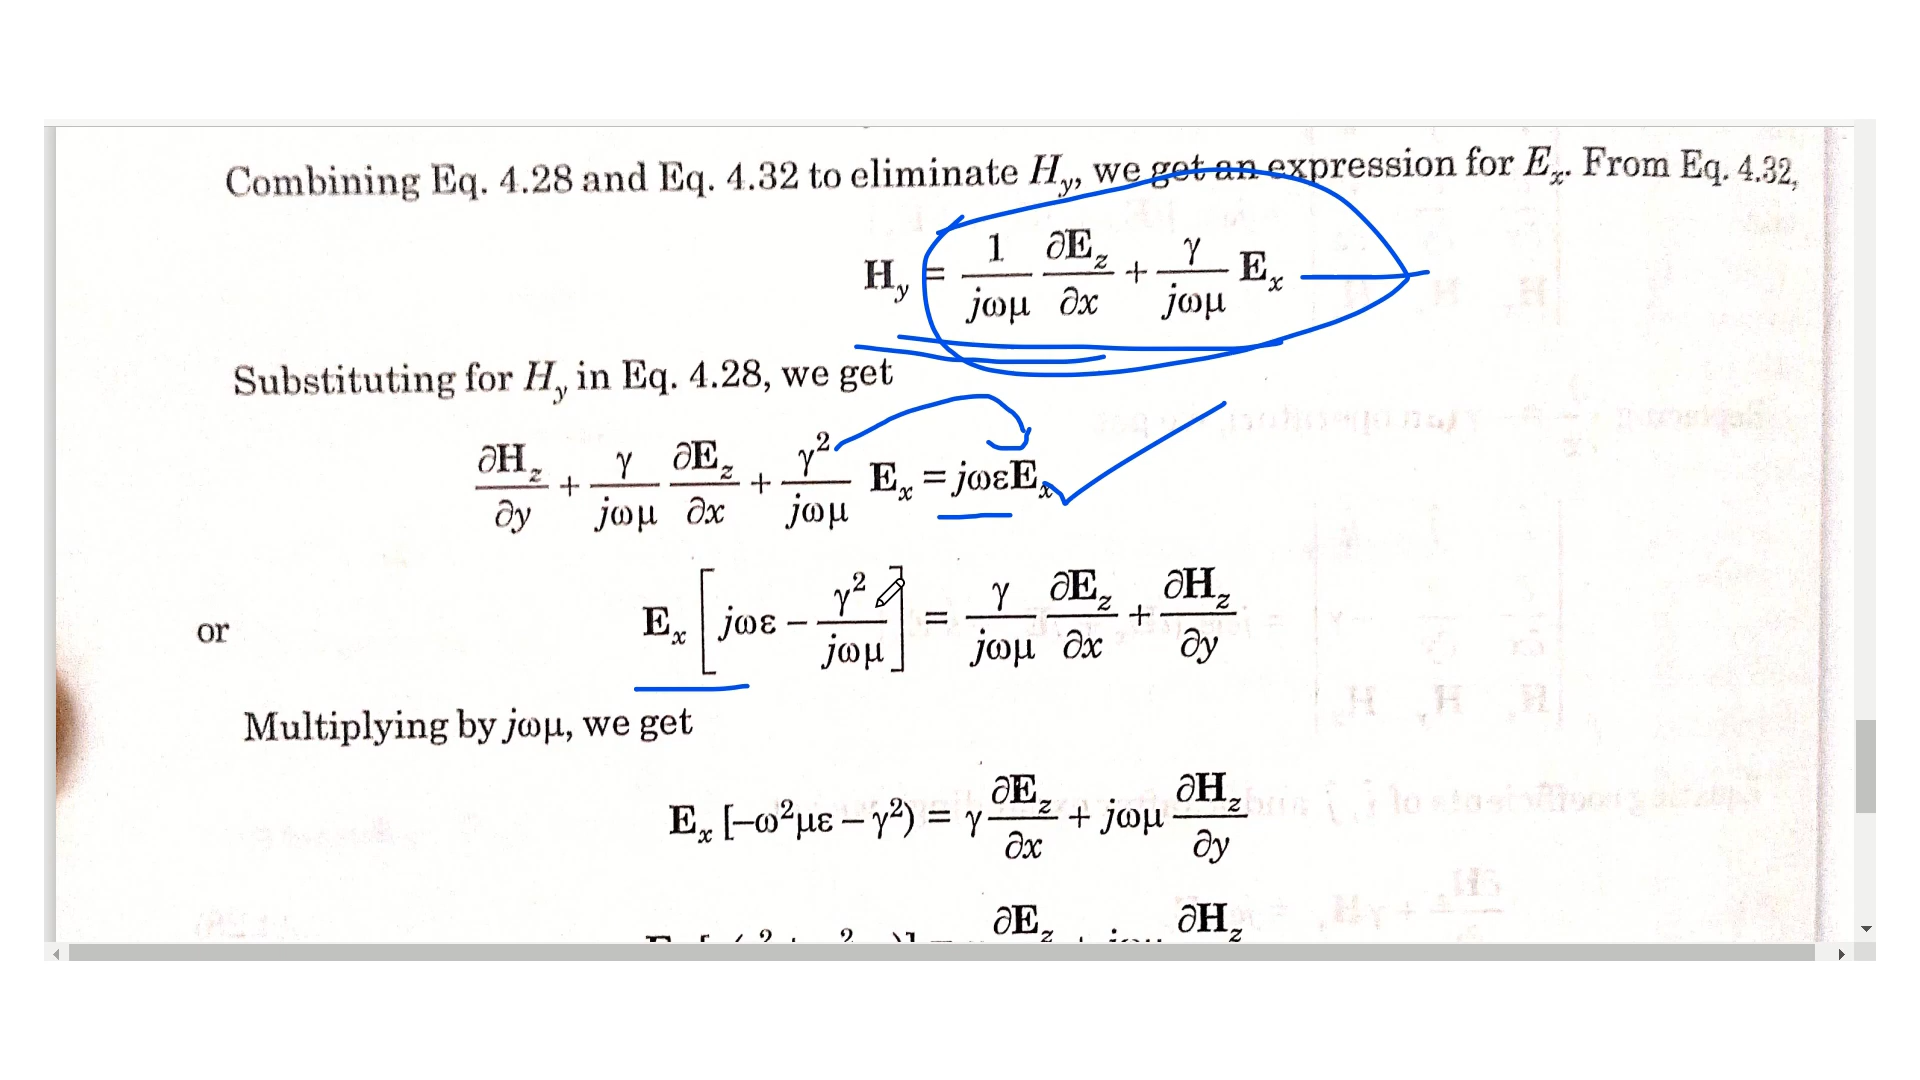 Combining Eq. 4.28 and Eq. 4.32 to eliminate H_y, we get an expression for E_x. From Eq. 4.32,
H_y = 1/jωμ ∂E_z/∂x + γ/jωμ E_x
Substituting for H_y in Eq. 4.28, we get
∂H_z/∂y + γ/jωμ ∂E_z/∂x + γ²/jωμ E_x = jωεE_x
or E_x [jωε – γ²/jωμ] = γ/jωμ ∂E_z/∂x + ∂H_z/∂y
Multiplying by jωμ, we get
E_x [–ω²με – γ²) = γ ∂E_z/∂x + jωμ ∂H_z/∂y
∂E_z ∂H_z